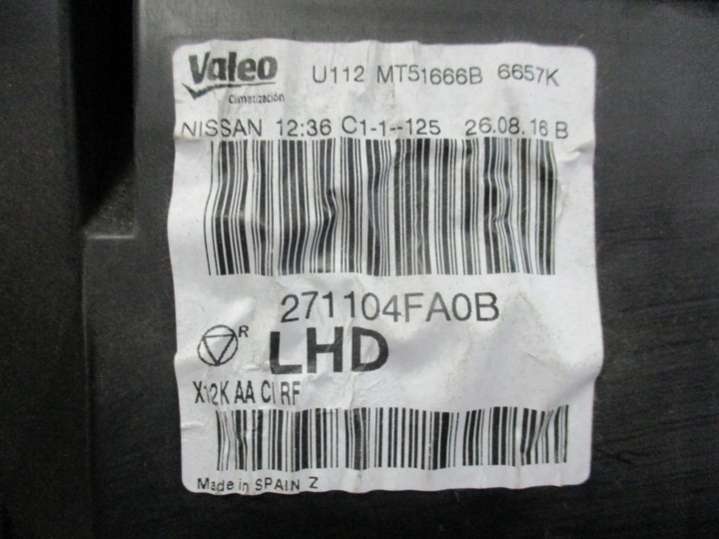 Valeo U112 MT51666B 6657K
Climatización
NISSAN 12:36 C1-1--125 26.08.16 B
271104FA0B
R LHD
X12K AA CI RF
Made in SPAIN Z